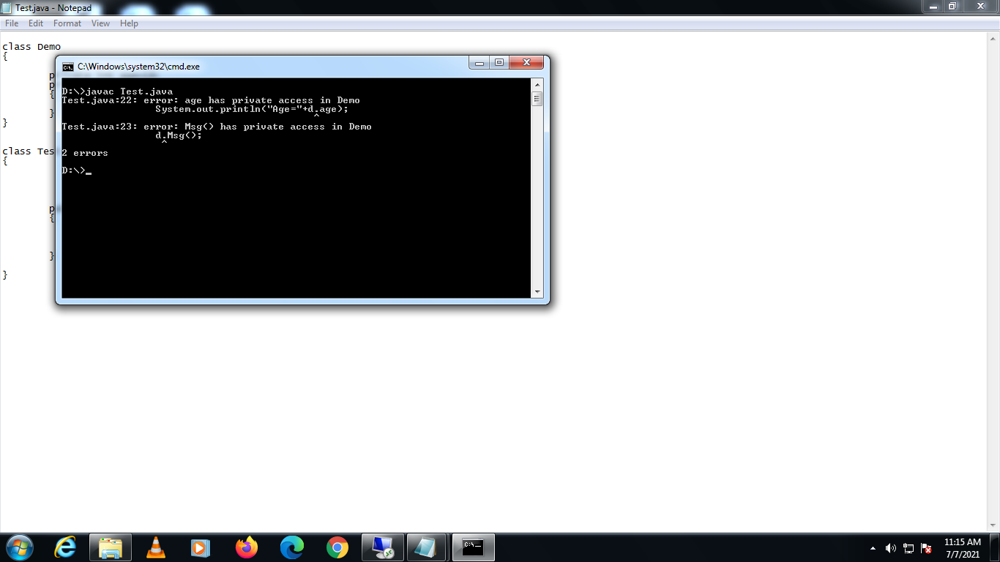 Test.java - Notepad
File Edit Format View Help
class Demo
{
{
}
}
class Tes
{
{
}
}
C:\Windows\system32\cmd.exe
D:\>javac Test.java
Test.java:22: error: age has private access in Demo
System.out.println("Age="+d.age);
^
Test.java:23: error: Msg() has private access in Demo
d.Msg();
^
2 errors
D:\>_
11:15 AM
7/7/2021